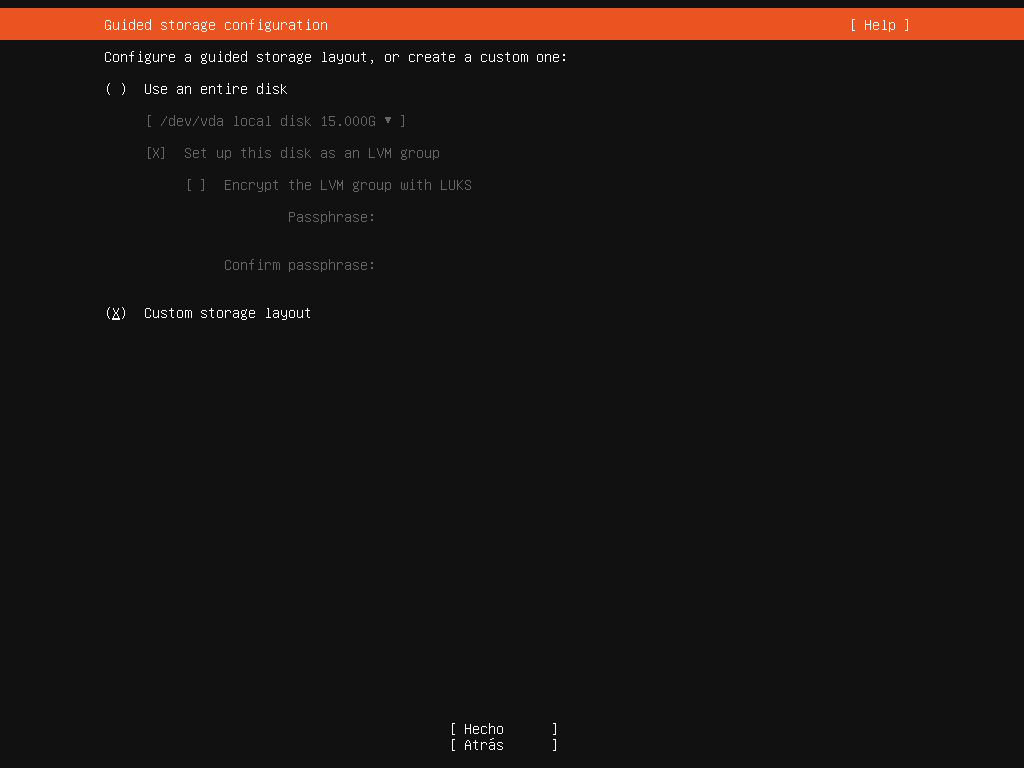 Guided storage configuration [ Help ]
Configure a guided storage layout, or create a custom one:
( ) Use an entire disk
[ /dev/vda local disk 15.000G ▾ ]
[X] Set up this disk as an LVM group
[ ] Encrypt the LVM group with LUKS
Passphrase:
Confirm passphrase:
(X) Custom storage layout
[ Hecho ]
[ Atrás ]